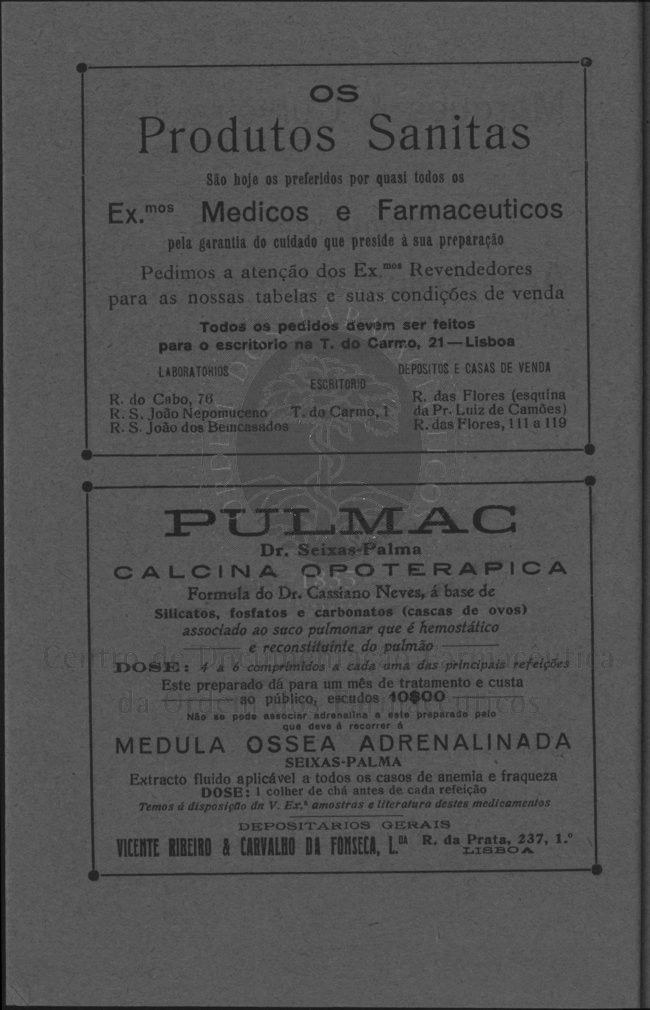 OS
Produtos Sanitas
São hoje os preferidos por quasi todos os
Ex.mos Medicos e Farmaceuticos
pela garantia do cuidado que preside à sua preparação
Pedimos a atenção dos Ex.mos Revendedores
para as nossas tabelas e suas condições de venda
Todos os pedidos devem ser feitos
para o escritorio na T. do Carmo, 21—Lisboa
LABORATORIOS
R. do Cabo, 76
R. S. João Nepomuceno
R. S. João dos Bemcasados
ESCRITORIO
T. do Carmo, 1
DEPOSITOS E CASAS DE VENDA
R. das Flores (esquina
da Pr. Luiz de Camões)
R. das Flores, 111 a 119
PULMAC
Dr. Seixas-Palma
CALCINA OPOTERAPICA
Formula do Dr. Cassiano Neves, á base de
Silicatos, fosfatos e carbonatos (cascas de ovos)
associado ao suco pulmonar que é hemostático
e reconstituinte do pulmão
DOSE: 4 a 6 comprimidos a cada uma das principais refeições
Este preparado dá para um mês de tratamento e custa
ao público, escudos 10$00
Não se pode associar adrenalina a este preparado pelo
que deve á recorrer á
MEDULA OSSEA ADRENALINADA
SEIXAS-PALMA
Extracto fluido aplicável a todos os casos de anemia e fraqueza
DOSE: 1 colher de chá antes de cada refeição
Temos á disposição de V. Ex.ª amostras e literatura destes medicamentos
DEPOSITARIOS GERAIS
VICENTE RIBEIRO & CARVALHO DA FONSECA, L.DA R. da Prata, 237, 1.º
LISBOA